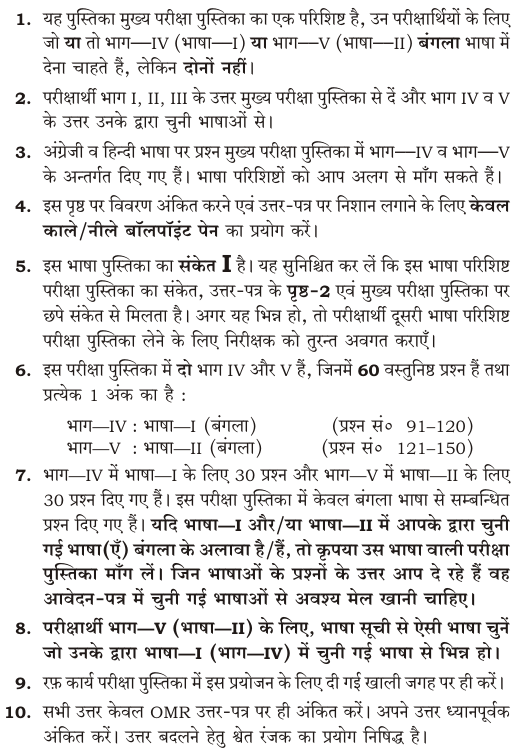 1. यह पुस्तिका मुख्य परीक्षा पुस्तिका का एक परिशिष्ट है, उन परीक्षार्थियों के लिए
जो या तो भाग—IV (भाषा—I) या भाग—V (भाषा—II) बंगला भाषा में
देना चाहते हैं, लेकिन दोनों नहीं।
2. परीक्षार्थी भाग I, II, III के उत्तर मुख्य परीक्षा पुस्तिका से दें और भाग IV व V
के उत्तर उनके द्वारा चुनी भाषाओं से।
3. अंग्रेजी व हिन्दी भाषा पर प्रश्न मुख्य परीक्षा पुस्तिका में भाग—IV व भाग—V
के अन्तर्गत दिए गए हैं। भाषा परिशिष्टों को आप अलग से माँग सकते हैं।
4. इस पृष्ठ पर विवरण अंकित करने एवं उत्तर-पत्र पर निशान लगाने के लिए केवल
काले/नीले बॉलपॉइंट पेन का प्रयोग करें।
5. इस भाषा पुस्तिका का संकेत I है। यह सुनिश्चित कर लें कि इस भाषा परिशिष्ट
परीक्षा पुस्तिका का संकेत, उत्तर-पत्र के पृष्ठ-2 एवं मुख्य परीक्षा पुस्तिका पर
छपे संकेत से मिलता है। अगर यह भिन्न हो, तो परीक्षार्थी दूसरी भाषा परिशिष्ट
परीक्षा पुस्तिका लेने के लिए निरीक्षक को तुरन्त अवगत कराएँ।
6. इस परीक्षा पुस्तिका में दो भाग IV और V हैं, जिनमें 60 वस्तुनिष्ठ प्रश्न हैं तथा
प्रत्येक 1 अंक का है :
भाग—IV : भाषा—I (बंगला) (प्रश्न सं० 91–120)
भाग—V : भाषा—II (बंगला) (प्रश्न सं० 121–150)
7. भाग—IV में भाषा—I के लिए 30 प्रश्न और भाग—V में भाषा—II के लिए
30 प्रश्न दिए गए हैं। इस परीक्षा पुस्तिका में केवल बंगला भाषा से सम्बन्धित
प्रश्न दिए गए हैं। यदि भाषा—I और/या भाषा—II में आपके द्वारा चुनी
गई भाषा(एँ) बंगला के अलावा है/हैं, तो कृपया उस भाषा वाली परीक्षा
पुस्तिका माँग लें। जिन भाषाओं के प्रश्नों के उत्तर आप दे रहे हैं वह
आवेदन-पत्र में चुनी गई भाषाओं से अवश्य मेल खानी चाहिए।
8. परीक्षार्थी भाग—V (भाषा—II) के लिए, भाषा सूची से ऐसी भाषा चुनें
जो उनके द्वारा भाषा—I (भाग—IV) में चुनी गई भाषा से भिन्न हो।
9. रफ़ कार्य परीक्षा पुस्तिका में इस प्रयोजन के लिए दी गई खाली जगह पर ही करें।
10. सभी उत्तर केवल OMR उत्तर-पत्र पर ही अंकित करें। अपने उत्तर ध्यानपूर्वक
अंकित करें। उत्तर बदलने हेतु श्वेत रंजक का प्रयोग निषिद्ध है।